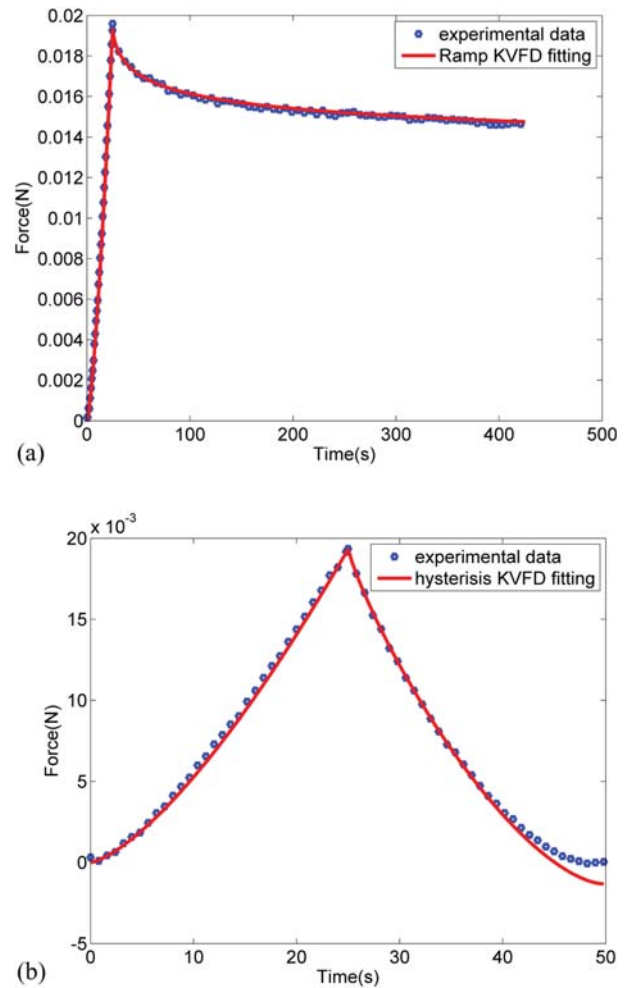 0.02
0.018
0.016
0.014
0.012
0.01
0.008
0.006
0.004
0.002
0
Force(N)
experimental data
Ramp KVFD fitting
0 100 200 300 400 500
Time(s)
(a)
x 10⁻³
20
15
10
5
0
-5
Force(N)
experimental data
hysterisis KVFD fitting
0 10 20 30 40 50
Time(s)
(b)